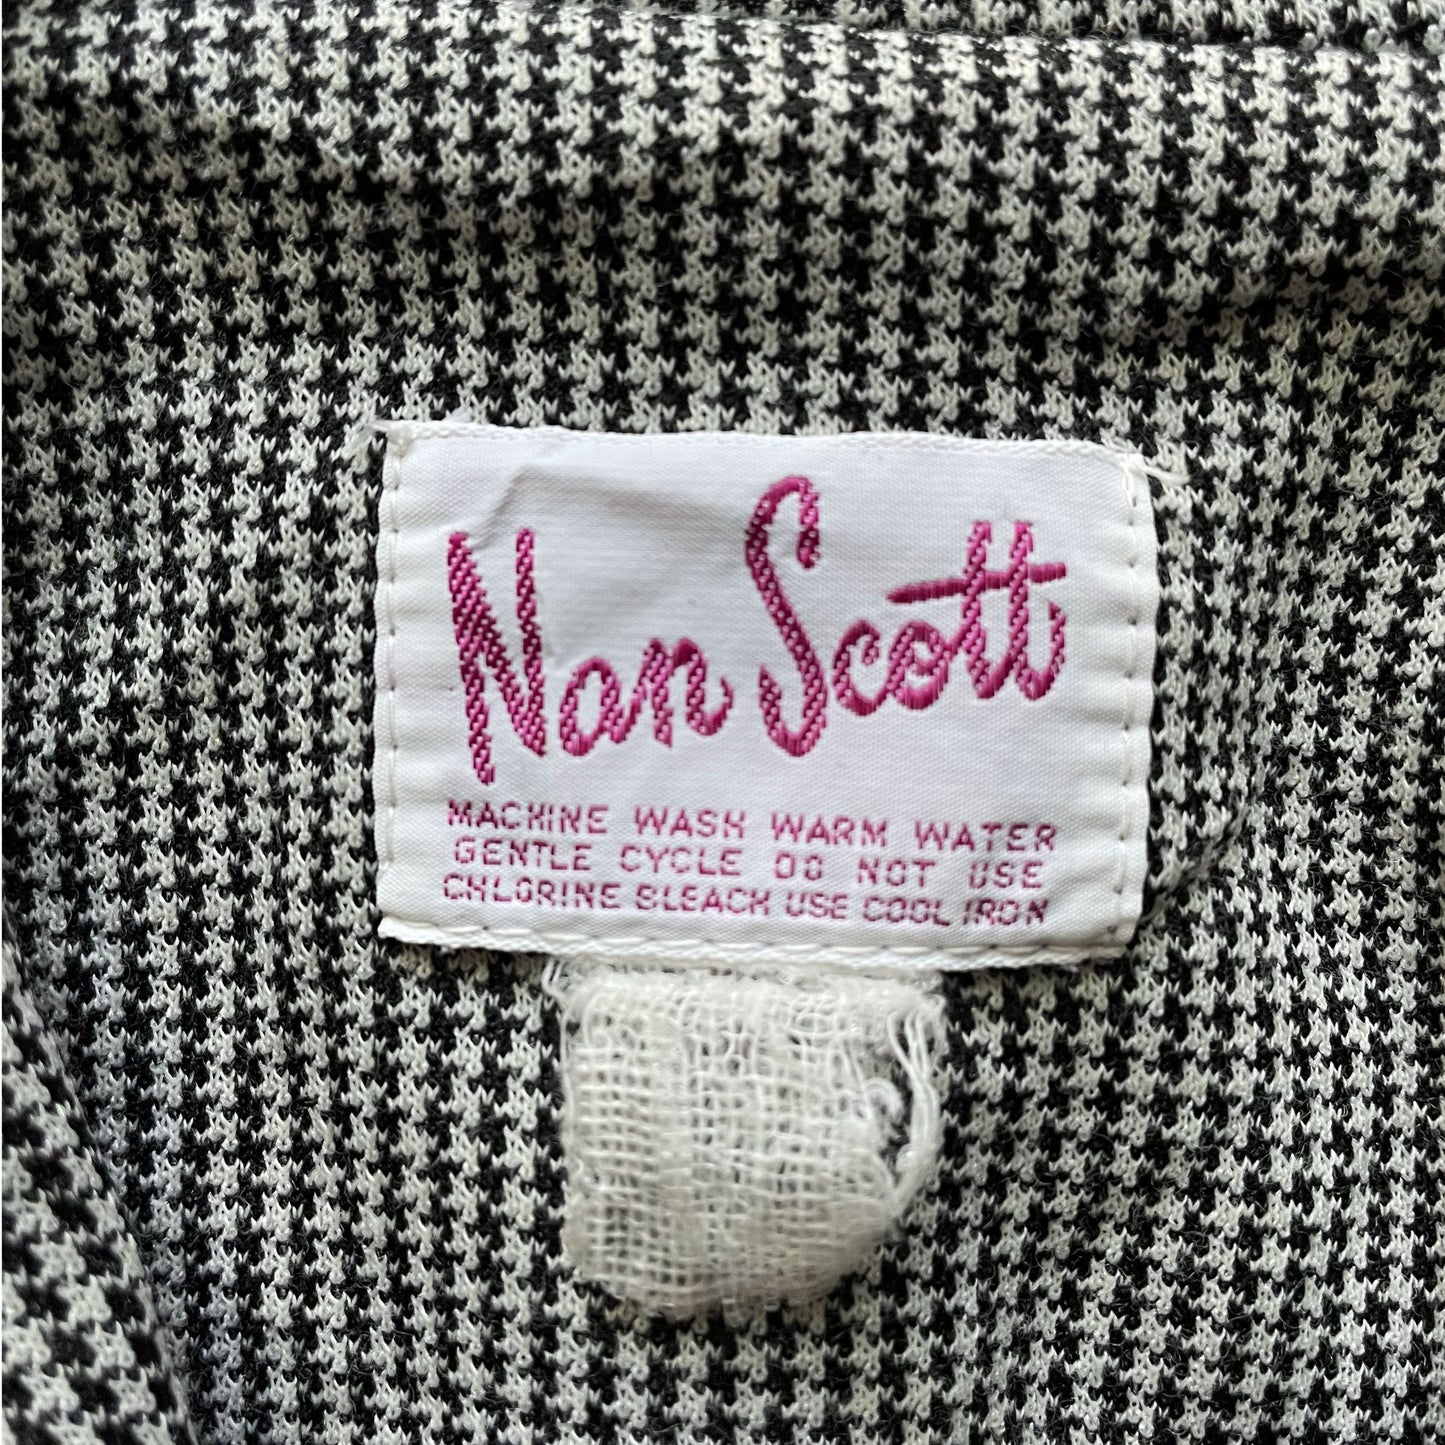 Nan Scott
MACHINE WASH WARM WATER
GENTLE CYCLE DO NOT USE
CHLORINE BLEACH USE COOL IRON